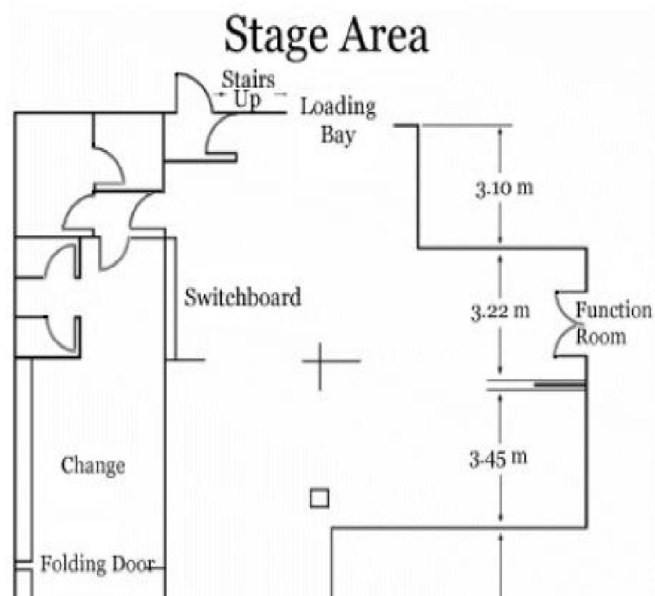 Stage Area
Stairs
Up
Loading
Bay
3.10 m
Switchboard
3.22 m
Function
Room
Change
3.45 m
Folding Door